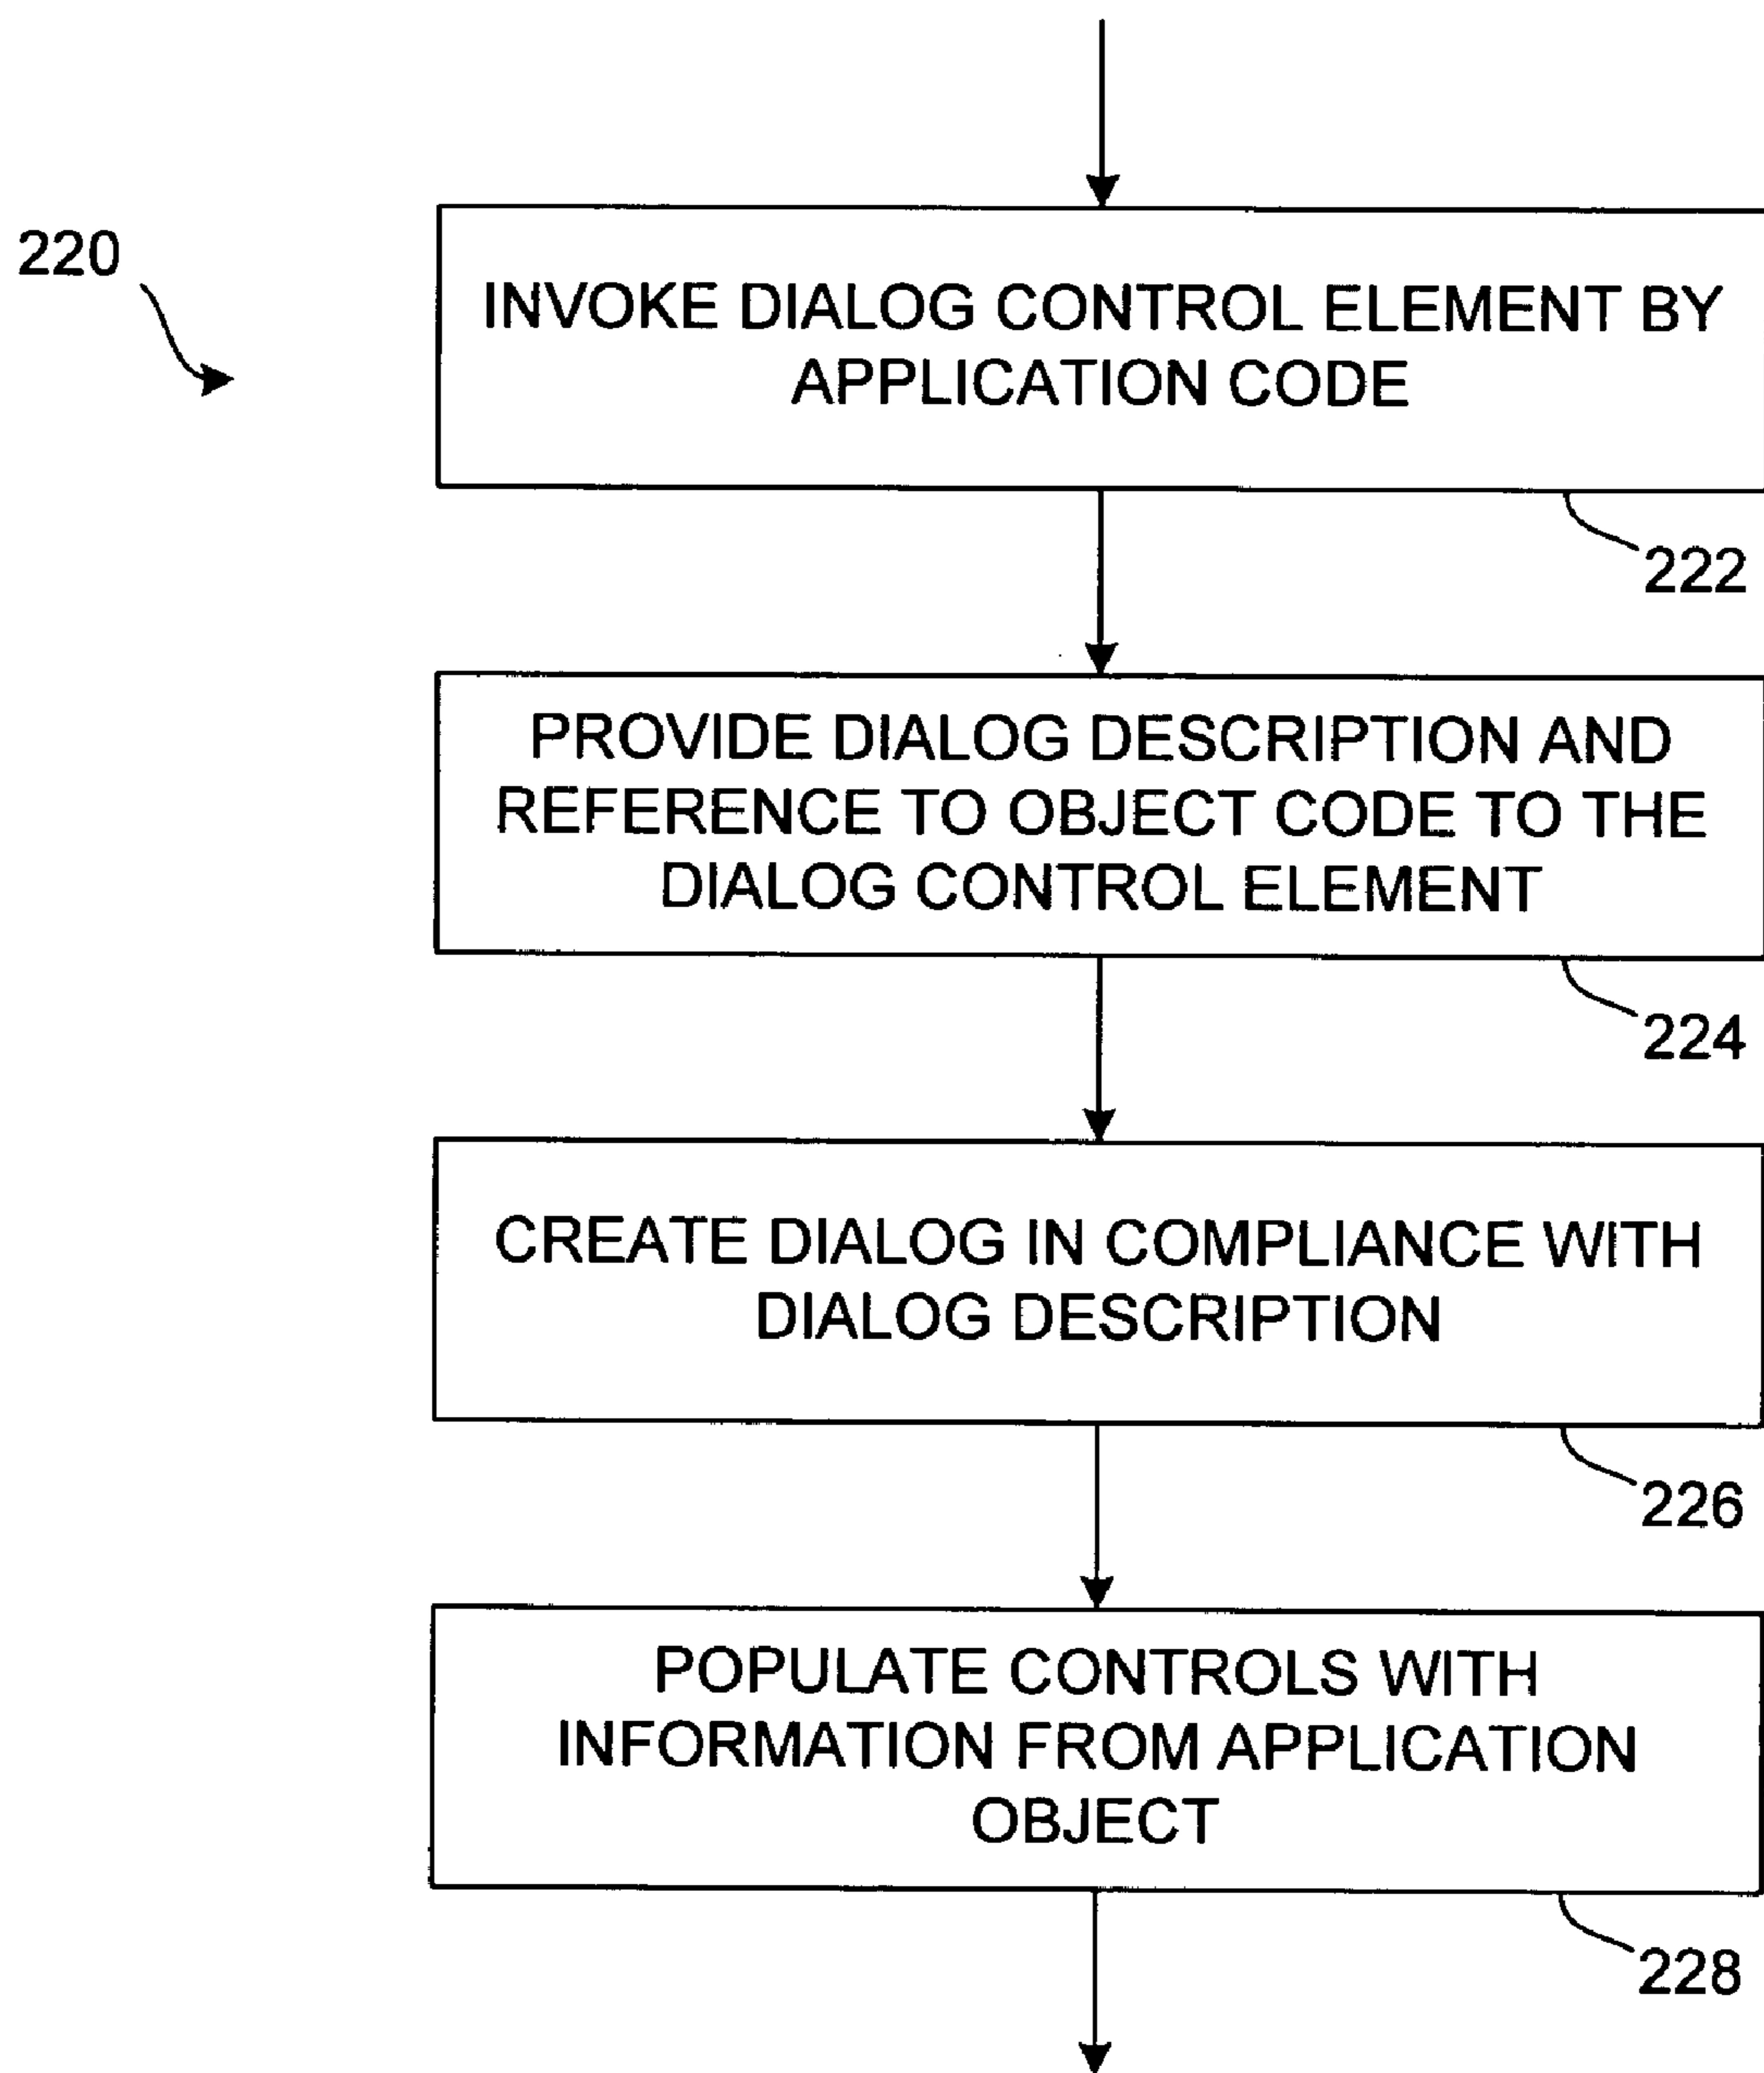 220
INVOKE DIALOG CONTROL ELEMENT BY
APPLICATION CODE
222
PROVIDE DIALOG DESCRIPTION AND
REFERENCE TO OBJECT CODE TO THE
DIALOG CONTROL ELEMENT
224
CREATE DIALOG IN COMPLIANCE WITH
DIALOG DESCRIPTION
226
POPULATE CONTROLS WITH
INFORMATION FROM APPLICATION
OBJECT
228